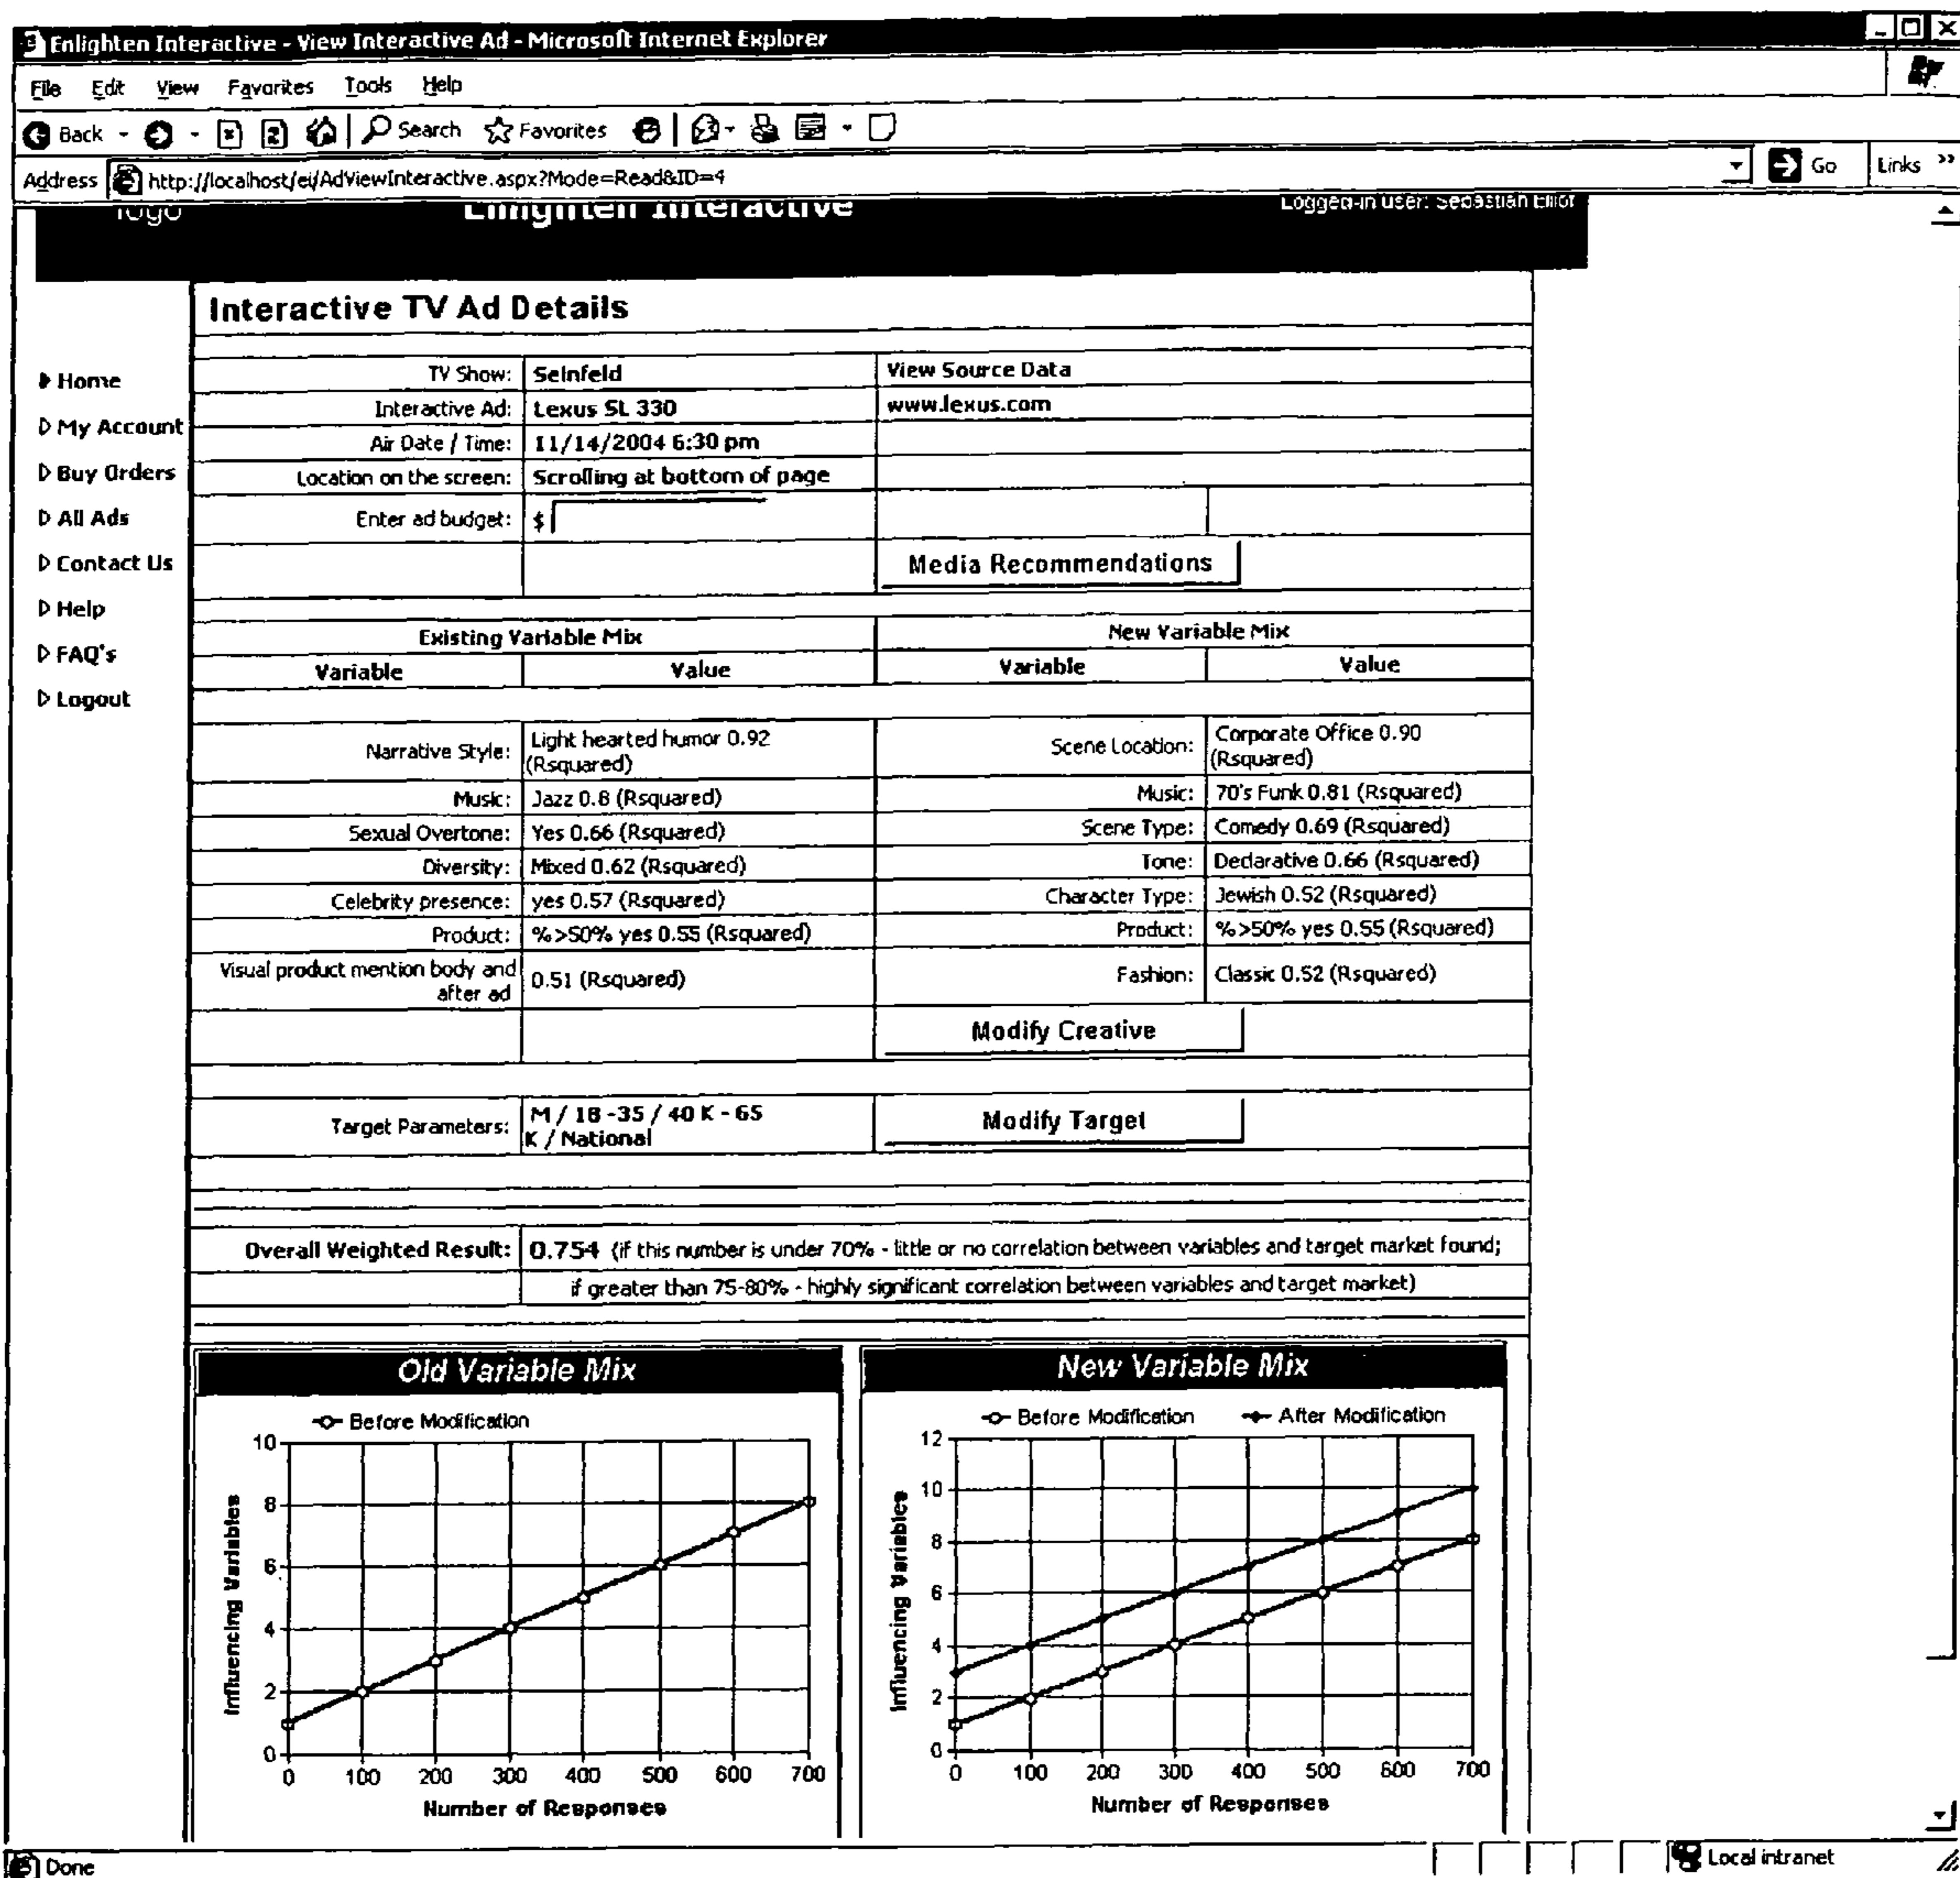 Enlighten Interactive - View Interactive Ad - Microsoft Internet Explorer
File Edit View Favorites Tools Help
Back Search Favorites
Address http://localhost/ei/AdViewInteractive.aspx?Mode=Read&ID=4 Go Links »
logo Enlighten Interactive Logged-in user: Sebastian Elliot
Interactive TV Ad Details
Home
My Account
Buy Orders
All Ads
Contact Us
Help
FAQ's
Logout
TV Show: Seinfeld View Source Data
Interactive Ad: Lexus SL 330 www.lexus.com
Air Date / Time: 11/14/2004 6:30 pm
Location on the screen: Scrolling at bottom of page
Enter ad budget: $
Media Recommendations
Existing Variable Mix New Variable Mix
Variable Value Variable Value
Narrative Style: Light hearted humor 0.92 (Rsquared) Scene Location: Corporate Office 0.90 (Rsquared)
Music: Jazz 0.8 (Rsquared) Music: 70's Funk 0.81 (Rsquared)
Sexual Overtone: Yes 0.66 (Rsquared) Scene Type: Comedy 0.69 (Rsquared)
Diversity: Mixed 0.62 (Rsquared) Tone: Declarative 0.66 (Rsquared)
Celebrity presence: yes 0.57 (Rsquared) Character Type: Jewish 0.52 (Rsquared)
Product: %>50% yes 0.55 (Rsquared) Product: %>50% yes 0.55 (Rsquared)
Visual product mention body and after ad 0.51 (Rsquared) Fashion: Classic 0.52 (Rsquared)
Modify Creative
Target Parameters: M / 18 -35 / 40 K - 65 K / National Modify Target
Overall Weighted Result: 0.754 (if this number is under 70% - little or no correlation between variables and target market found;
if greater than 75-80% - highly significant correlation between variables and target market)
Old Variable Mix
Before Modification
10
8
6
4
2
0
Influencing Variables
0 100 200 300 400 500 600 700
Number of Responses
New Variable Mix
Before Modification After Modification
12
10
8
6
4
2
0
Influencing Variables
0 100 200 300 400 500 600 700
Number of Responses
Done Local intranet